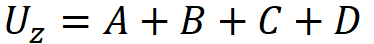 U_z = A + B + C + D